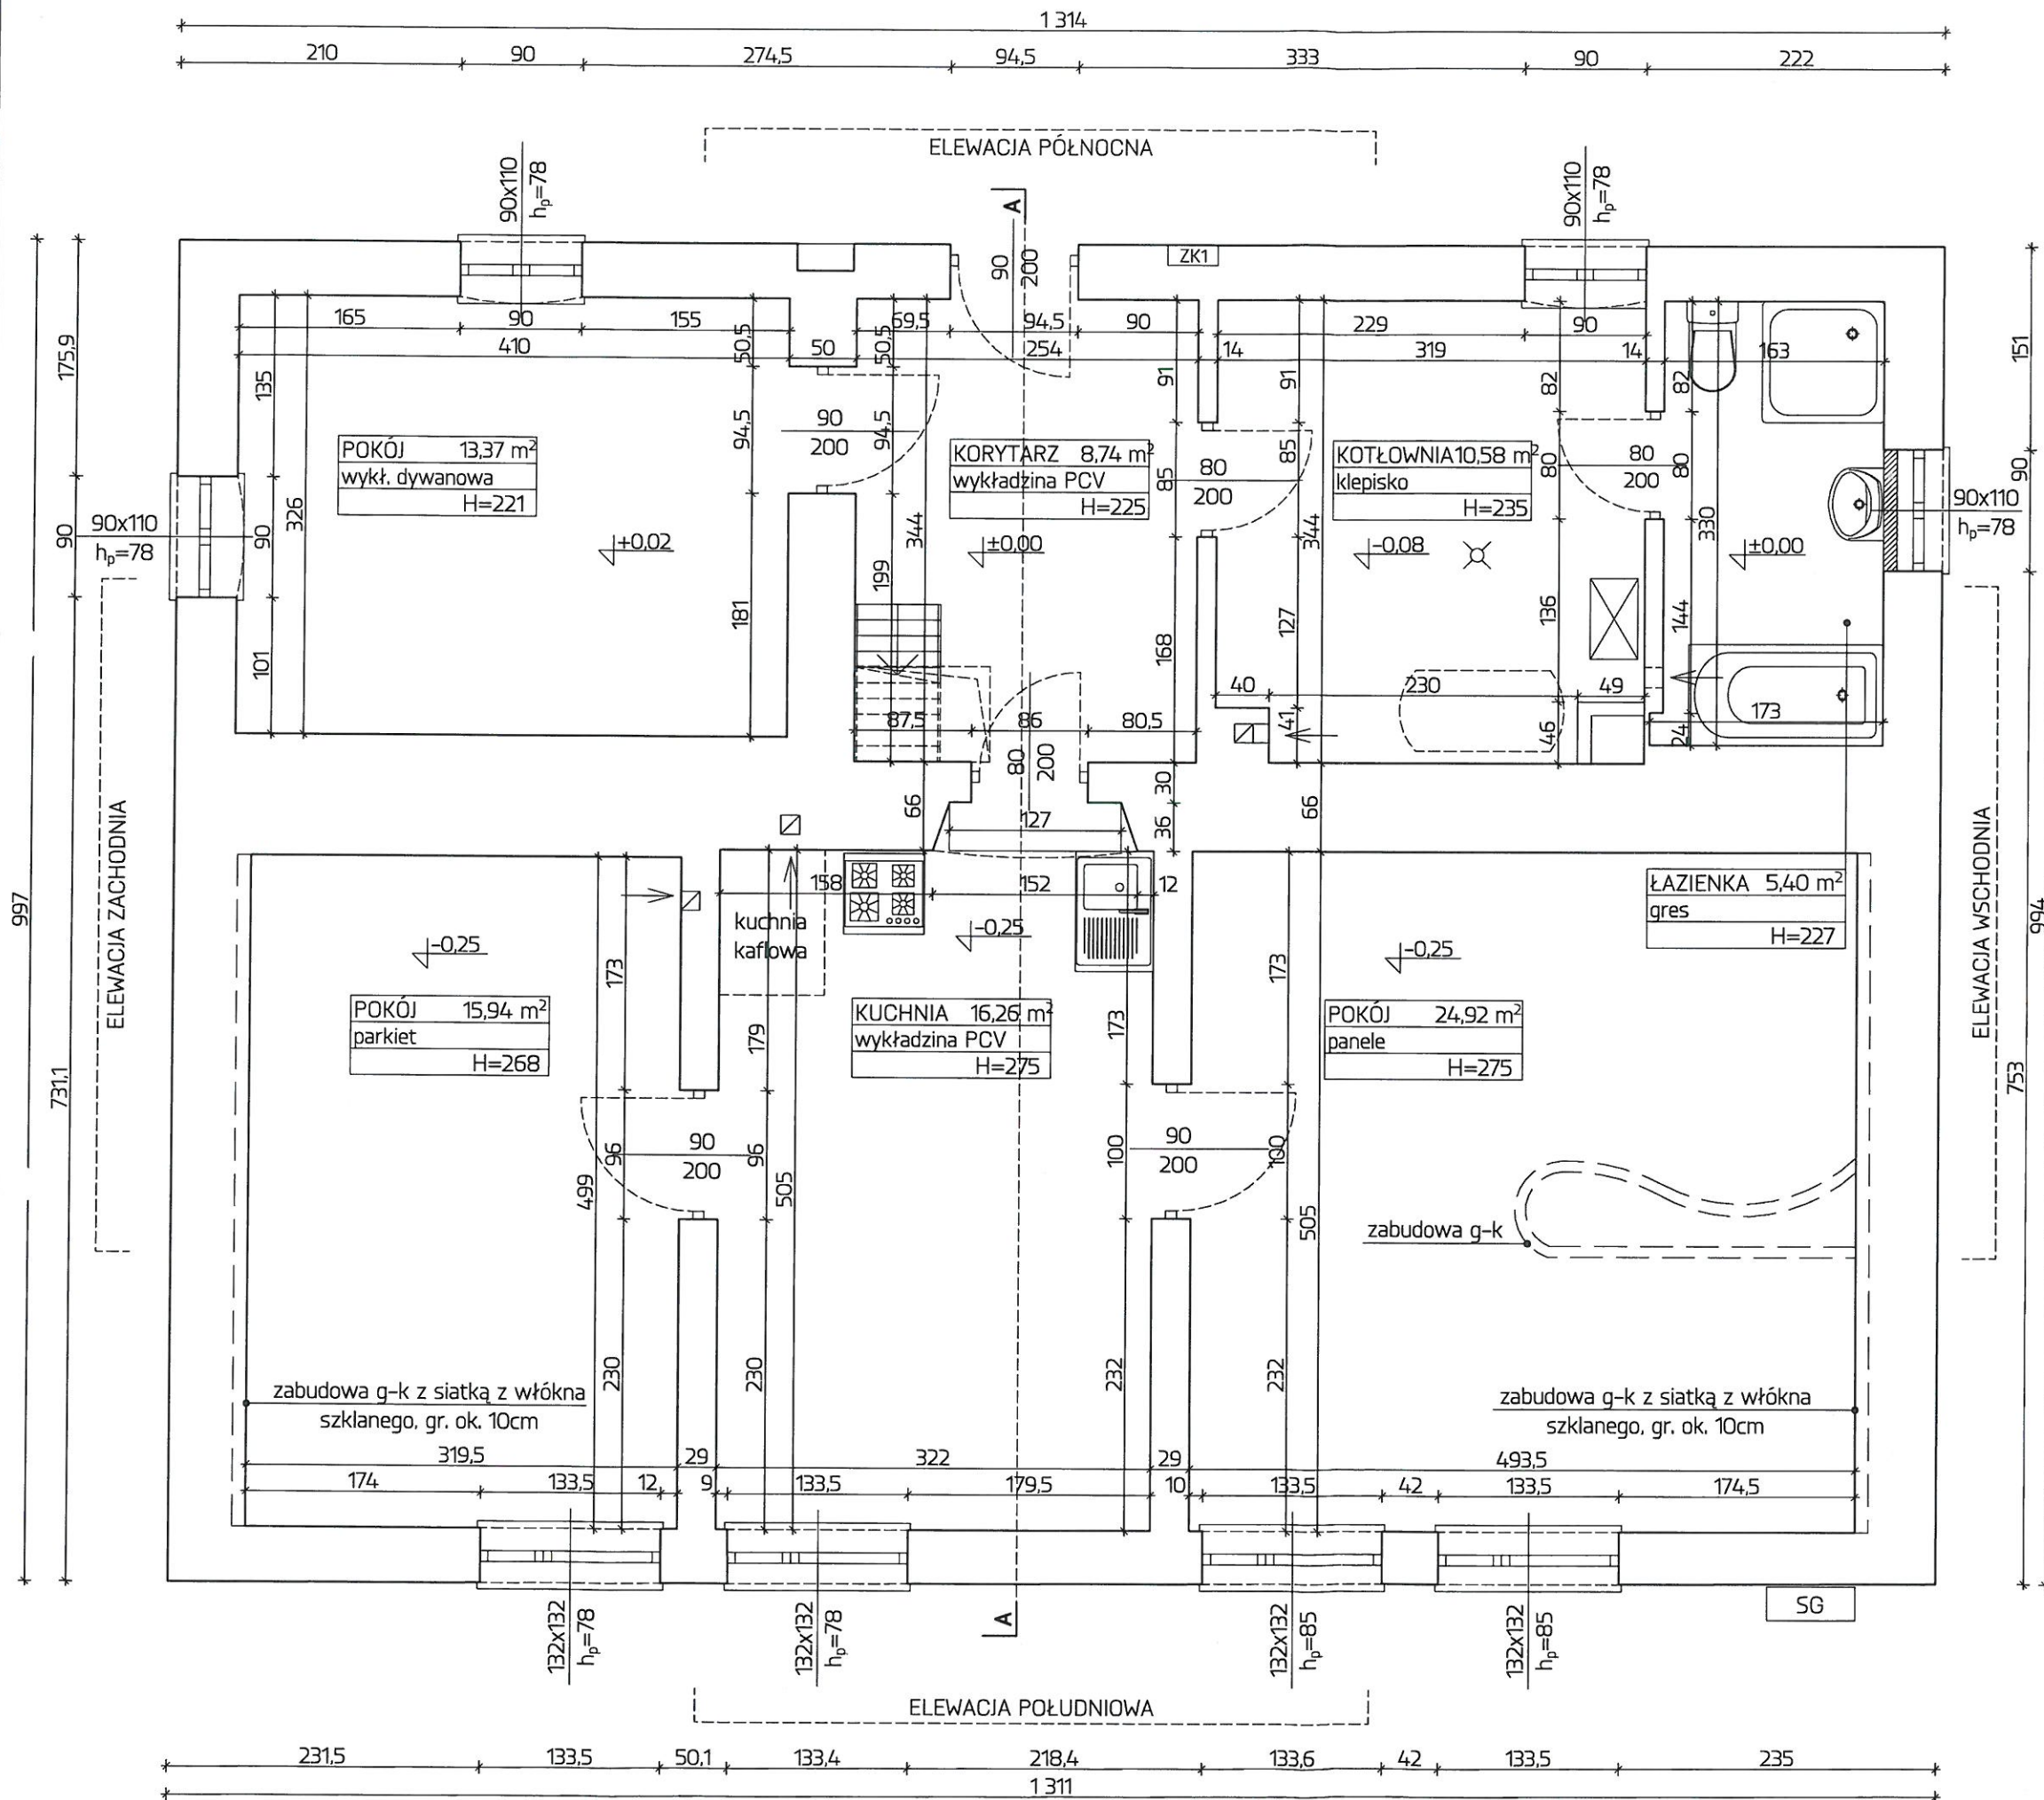 1 314
210 90 274,5 94,5 333 90 222
ELEWACJA PÓŁNOCNA
90x110
hp=78
90x110
hp=78
A
90
200
ZK1
165 90 155 69,5 94,5 90 229 90
410 50 254 14 319 14 163
50,5
50,5
175,9
135
326
90
101
94,5
181
94,5
199
344
91
85
168
91
85
127
344
82
80
136
82
80
144
330
151
90
90
200
80
200
80
200
POKÓJ 13,37 m²
wykł. dywanowa
H=221
KORYTARZ 8,74 m²
wykładzina PCV
H=225
KOTŁOWNIA 10,58 m²
klepisko
H=235
90x110
hp=78
90
90x110
hp=78
+0,02
±0,00
-0,08
±0,00
40 230 49
173
87,5 86 80,5
41
46
24
80
200
66
30
36
66
127
ELEWACJA ZACHODNIA
ELEWACJA WSCHODNIA
997
731,1
994
753
158 152 12
kuchnia
kaflowa
-0,25
-0,25
-0,25
ŁAZIENKA 5,40 m²
gres
H=227
POKÓJ 15,94 m²
parkiet
H=268
KUCHNIA 16,26 m²
wykładzina PCV
H=275
POKÓJ 24,92 m²
panele
H=275
173
179
173
173
96
96
100
100
90
200
90
200
499
505
505
230
230
232
232
zabudowa g-k
zabudowa g-k z siatką z włókna
szklanego, gr. ok. 10cm
zabudowa g-k z siatką z włókna
szklanego, gr. ok. 10cm
319,5 29 322 29 493,5
174 133,5 12 9 133,5 179,5 10 133,5 42 133,5 174,5
132x132
hp=78
132x132
hp=78
A
132x132
hp=85
132x132
hp=85
SG
ELEWACJA POŁUDNIOWA
231,5 133,5 50,1 133,4 218,4 133,6 42 133,5 235
1 311